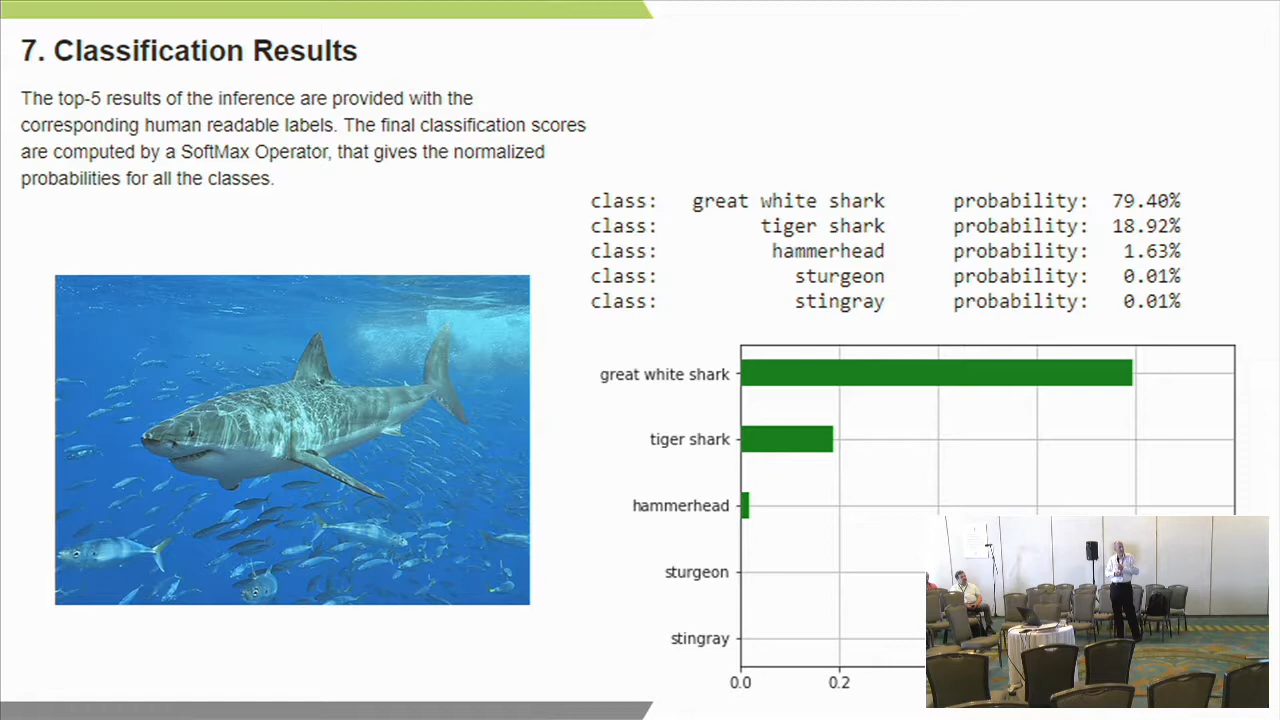 7. Classification Results
The top-5 results of the inference are provided with the
corresponding human readable labels. The final classification scores
are computed by a SoftMax Operator, that gives the normalized
probabilities for all the classes.
class: great white shark probability: 79.40%
class: tiger shark probability: 18.92%
class: hammerhead probability: 1.63%
class: sturgeon probability: 0.01%
class: stingray probability: 0.01%
great white shark
tiger shark
hammerhead
sturgeon
stingray
0.0 0.2